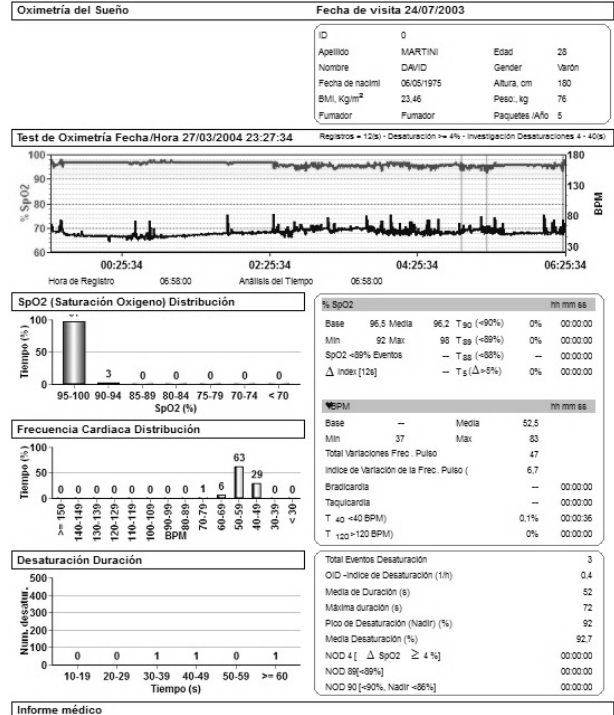 Oximetría del Sueño
Fecha de visita 24/07/2003
ID 0
Apellido MARTINI Edad 28
Nombre DAVID Gender Varón
Fecha de nacimi 06/05/1975 Altura, cm 180
BMI, Kg/m² 23,46 Peso:, kg 76
Fumador Fumador Paquetes /Año 5
Test de Oximetría Fecha/Hora 27/03/2004 23:27:34
Registros = 12(s) - Desaturación >= 4% - Investigación Desaturaciones 4 - 40(s)
100
90
80
70
60
% SpO2
180
130
80
30
BPM
00:25:34 02:25:34 04:25:34 06:25:34
Hora de Registro 06:58:00 Análisis del Tiempo 06:58:00
SpO2 (Saturación Oxigeno) Distribución
Tiempo (%)
100
50
0
3 0 0 0 0 0
95-100 90-94 85-89 80-84 75-79 70-74 < 70
SpO2 (%)
% SpO2 hh mm ss
Base 96,5 Media 96,2 T 90 (<90%) 0% 00:00:00
Min 92 Max 98 T 89 (<89%) 0% 00:00:00
SpO2 <89% Eventos -- T 88 (<88%) -- 00:00:00
Δ Index [12s] -- T 5 (Δ>5%) 0% 00:00:00
Frecuencia Cardiaca Distribución
Tiempo (%)
100
50
0
0 0 0 0 0 0 0 0 1 6 63 29 0 0
>= 150 140-149 130-139 120-129 110-119 100-109 090-99 80-89 70-79 60-69 50-59 40-49 30-39 < 30
BPM
♥BPM hh mm ss
Base -- Media 52,5
Min 37 Max 83
Total Variaciones Frec . Pulso 47
Indice de Variación de la Frec. Pulso ( 6,7
Bradicardia -- 00:00:00
Taquicardia -- 00:00:00
T 40 <40 BPM) 0,1% 00:00:36
T 120 >120 BPM) 0% 00:00:00
Desaturación Duración
Núm. desatur.
500
400
300
200
100
0
0 0 1 1 0 1
10-19 20-29 30-39 40-49 50-59 >= 60
Tiempo (s)
Total Eventos Desaturación 3
OID -Indice de Desaturación (1/h) 0,4
Media de Duración (s) 52
Máxima duración (s) 72
Pico de Desaturación (Nadir) (%) 92
Media Desaturación (%) 92,7
NOD 4 [ Δ SpO2 ≥ 4 %] 00:00:00
NOD 89[<89%] 00:00:00
NOD 90 [<90%, Nadir <86%] 00:00:00
Informe médico